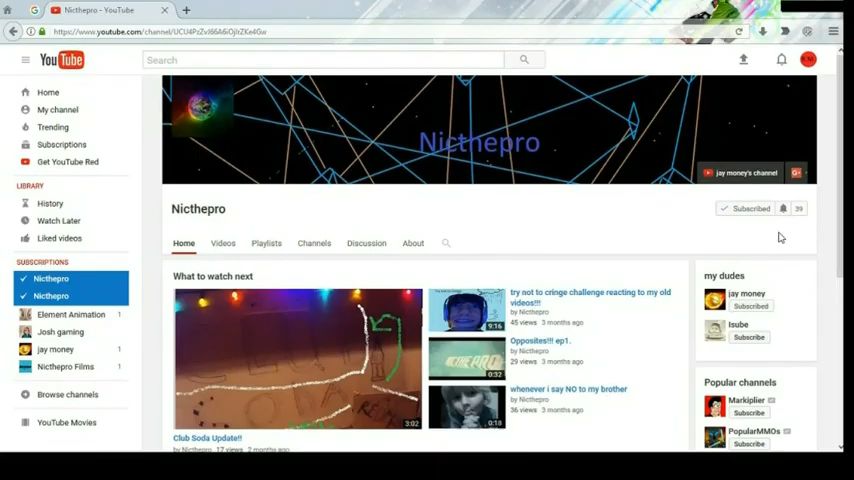 Nicthepro - YouTube
https://www.youtube.com/channel/
YouTube
Search
Home
My channel
Trending
Subscriptions
Get YouTube Red
LIBRARY
History
Watch Later
Liked videos
SUBSCRIPTIONS
Nicthepro
Nicthepro
Element Animation 1
Josh gaming
jay money 1
Nicthepro Films 1
Browse channels
YouTube Movies
Nicthepro
jay money's channel
Nicthepro
Subscribed 39
Home Videos Playlists Channels Discussion About
What to watch next
3:02
Club Soda Update!!
by Nicthepro 17 views 2 months ago
9:16
try not to cringe challenge reacting to my old
videos!!!
by Nicthepro
45 views 3 months ago
NICTHEPRO
0:32
Opposites!!! ep1.
by Nicthepro
29 views 3 months ago
0:18
whenever i say NO to my brother
by Nicthepro
36 views 3 months ago
my dudes
jay money
Subscribed
Isube
Subscribe
Popular channels
Markiplier
Subscribe
PopularMMOs
Subscribe